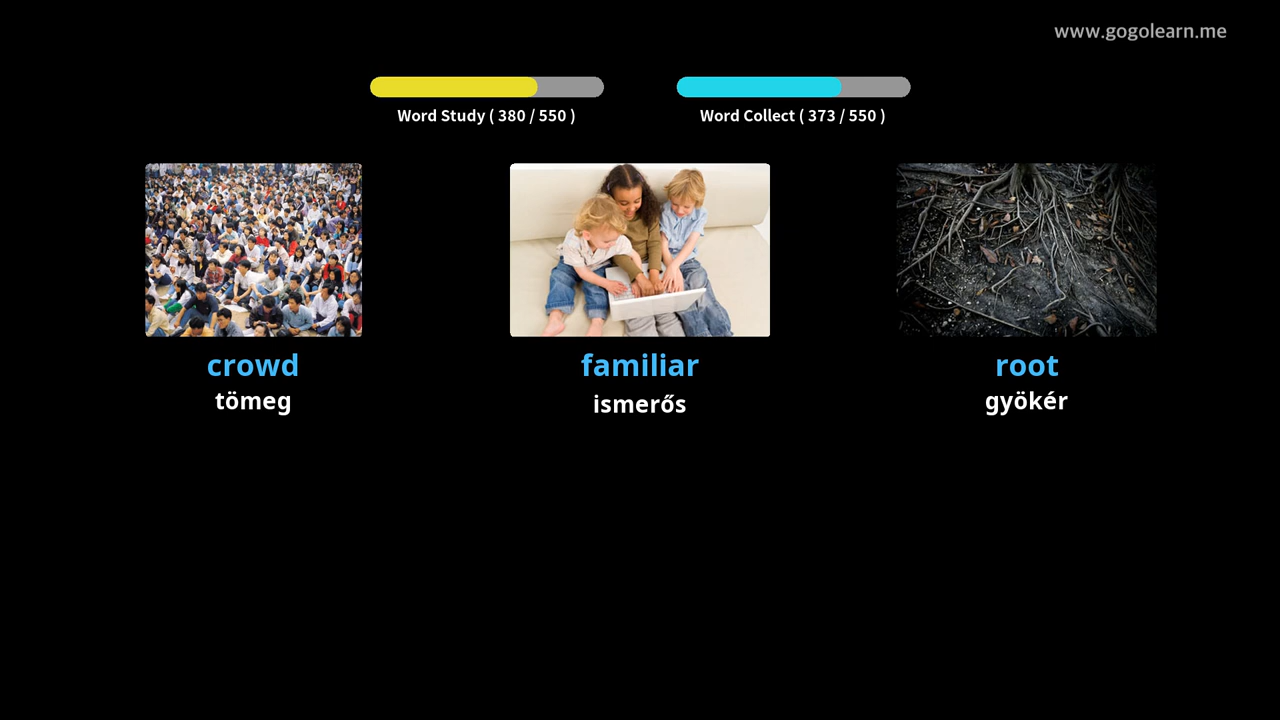 www.gogolearn.me
Word Study ( 380 / 550 )
Word Collect ( 373 / 550 )
crowd
tömeg
familiar
ismerős
root
gyökér